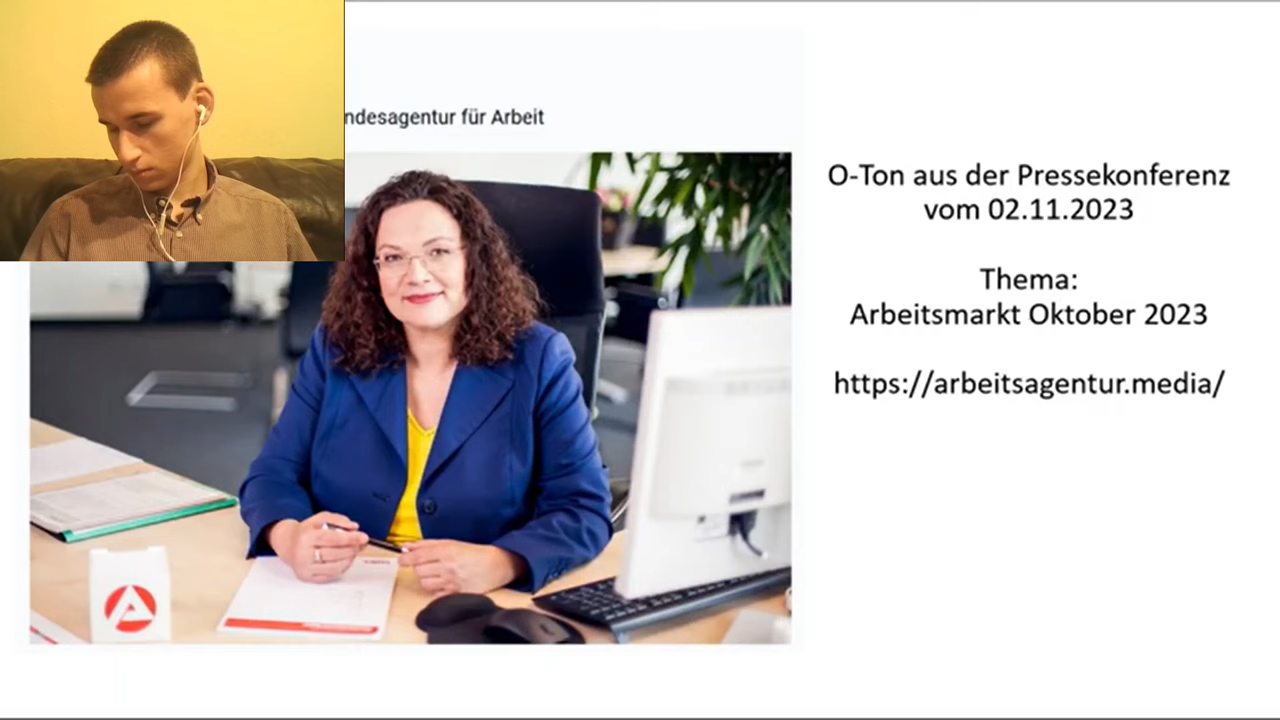 ndesagentur für Arbeit
O-Ton aus der Pressekonferenz
vom 02.11.2023
Thema:
Arbeitsmarkt Oktober 2023
https://arbeitsagentur.media/